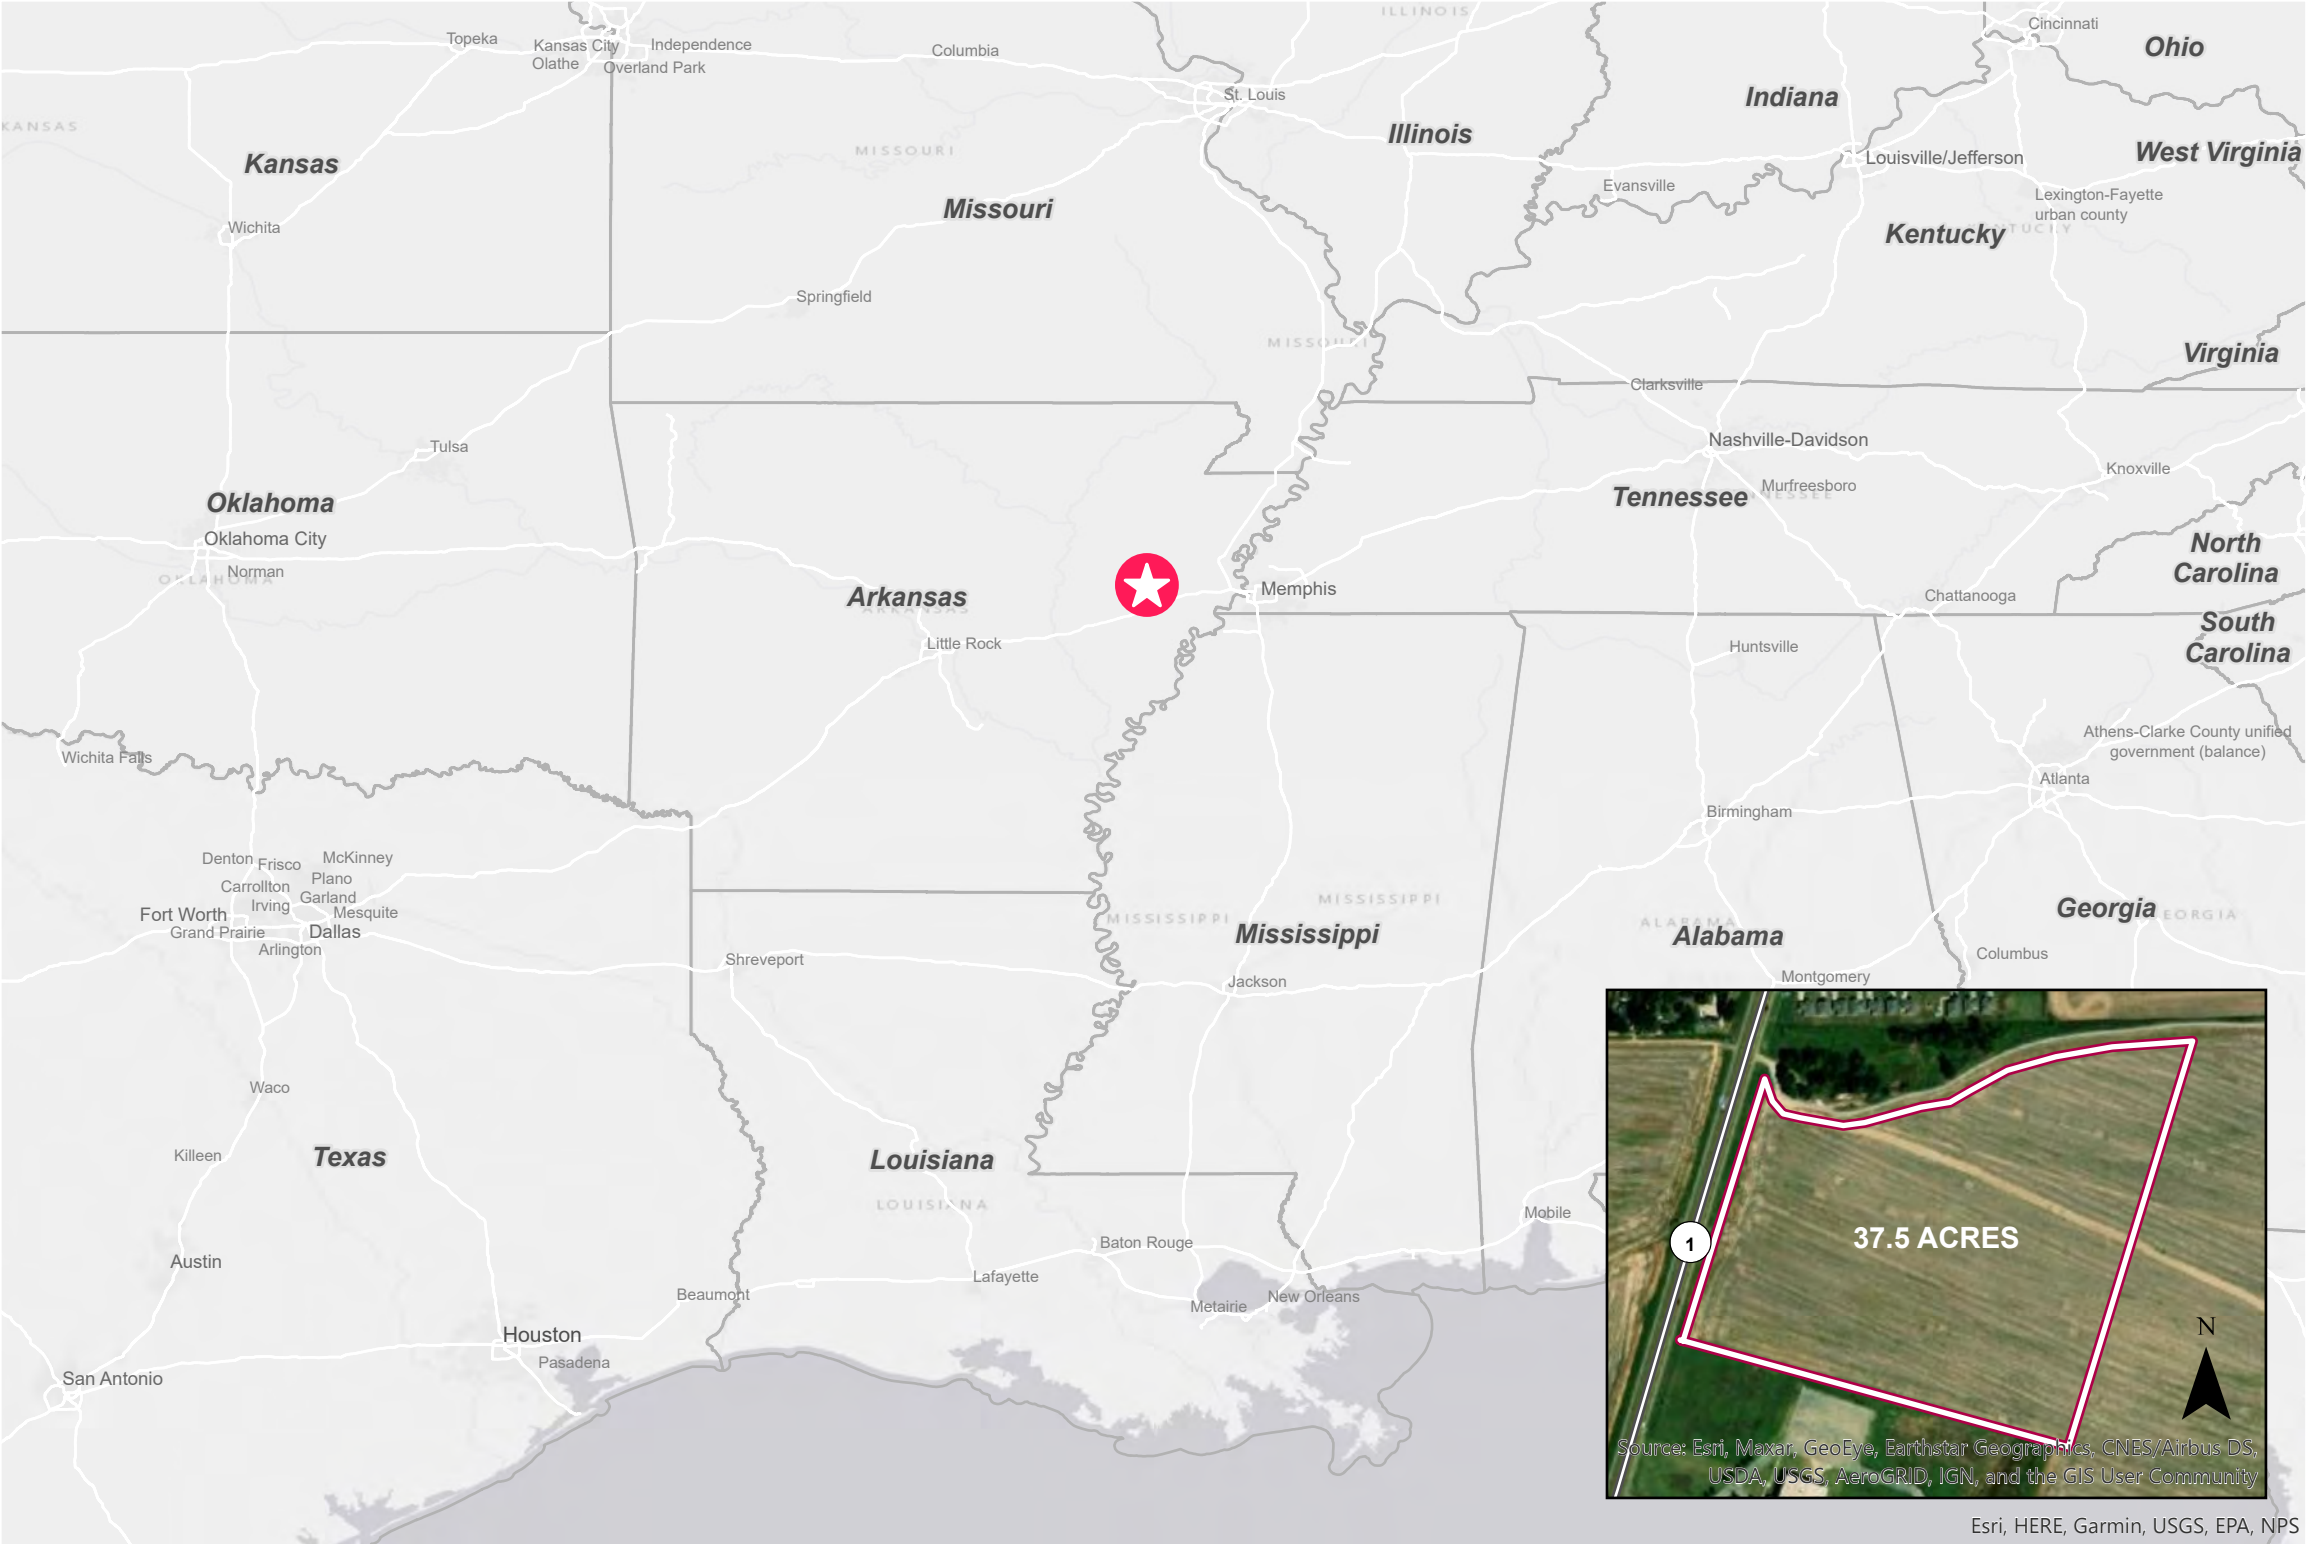 ILLINOIS
Cincinnati
Topeka
Kansas City
Independence
Columbia
Ohio
Olathe
Overland Park
St. Louis
Indiana
KANSAS
Illinois
MISSOURI
Louisville/Jefferson
West Virginia
Kansas
Evansville
Lexington-Fayette
urban county
Missouri
Wichita
Kentucky
Springfield
MISSOURI
Virginia
Clarksville
Nashville-Davidson
Tulsa
Knoxville
Murfreesboro
Tennessee
Oklahoma
Oklahoma City
North
Carolina
Norman
OKLAHOMA
Memphis
Arkansas
ARKANSAS
Chattanooga
South
Carolina
Little Rock
Huntsville
Athens-Clarke County unified
government (balance)
Wichita Falls
Atlanta
Birmingham
Denton
Frisco
McKinney
Plano
Carrollton
Garland
Irving
Fort Worth
Mesquite
Grand Prairie
Dallas
Arlington
MISSISSIPPI
MISSISSIPPI
Mississippi
ALABAMA
Alabama
Georgia
Shreveport
Jackson
Columbus
Montgomery
Waco
Killeen
Texas
Louisiana
LOUISIANA
Mobile
Austin
Baton Rouge
Lafayette
Beaumont
Metairie
New Orleans
Houston
Pasadena
San Antonio
1
37.5 ACRES
N
Source: Esri, Maxar, GeoEye, Earthstar Geographics, CNES/Airbus DS,
USDA, USGS, AeroGRID, IGN, and the GIS User Community
Esri, HERE, Garmin, USGS, EPA, NPS